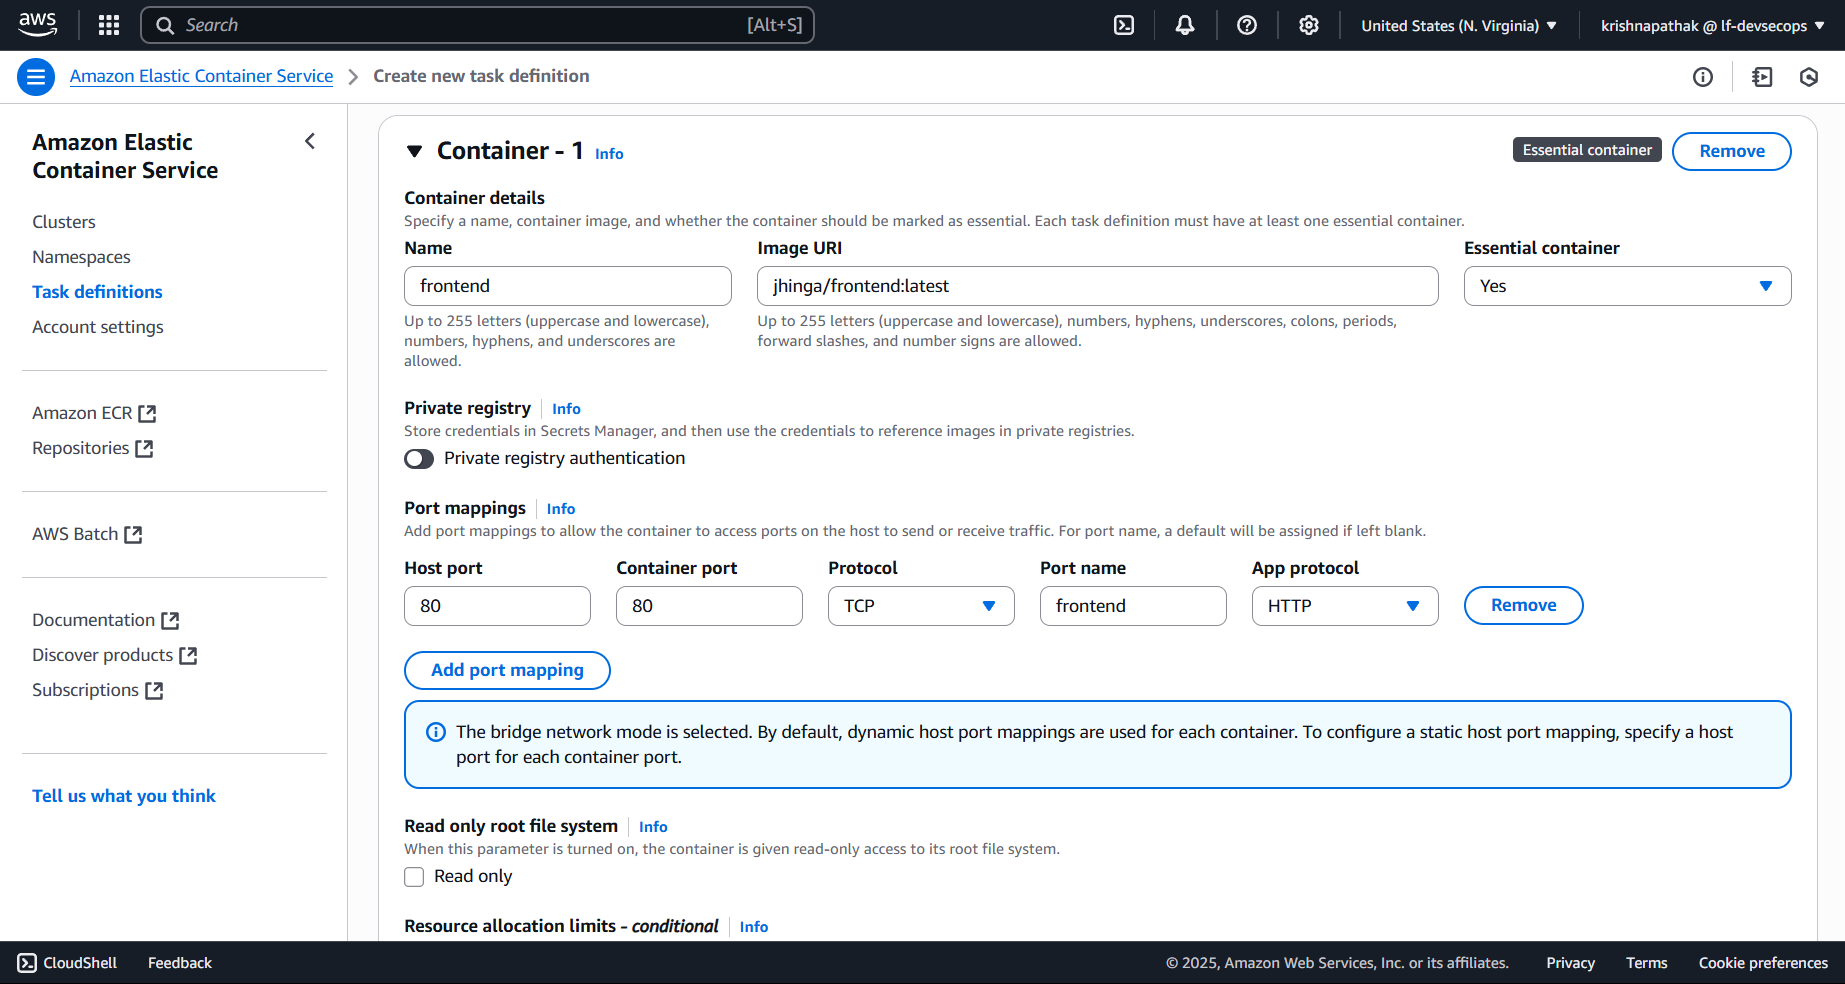 aws
Search [Alt+S]
United States (N. Virginia)
krishnapathak @ lf-devsecops
Amazon Elastic Container Service
Create new task definition
Amazon Elastic
Container Service
Clusters
Namespaces
Task definitions
Account settings
Amazon ECR
Repositories
AWS Batch
Documentation
Discover products
Subscriptions
Tell us what you think
Container - 1 Info
Essential container
Remove
Container details
Specify a name, container image, and whether the container should be marked as essential. Each task definition must have at least one essential container.
Name
frontend
Up to 255 letters (uppercase and lowercase),
numbers, hyphens, and underscores are
allowed.
Image URI
jhinga/frontend:latest
Up to 255 letters (uppercase and lowercase), numbers, hyphens, underscores, colons, periods,
forward slashes, and number signs are allowed.
Essential container
Yes
Private registry Info
Store credentials in Secrets Manager, and then use the credentials to reference images in private registries.
Private registry authentication
Port mappings Info
Add port mappings to allow the container to access ports on the host to send or receive traffic. For port name, a default will be assigned if left blank.
Host port Container port Protocol Port name App protocol
80 80 TCP frontend HTTP Remove
Add port mapping
The bridge network mode is selected. By default, dynamic host port mappings are used for each container. To configure a static host port mapping, specify a host
port for each container port.
Read only root file system Info
When this parameter is turned on, the container is given read-only access to its root file system.
Read only
Resource allocation limits - conditional Info
CloudShell Feedback © 2025, Amazon Web Services, Inc. or its affiliates. Privacy Terms Cookie preferences